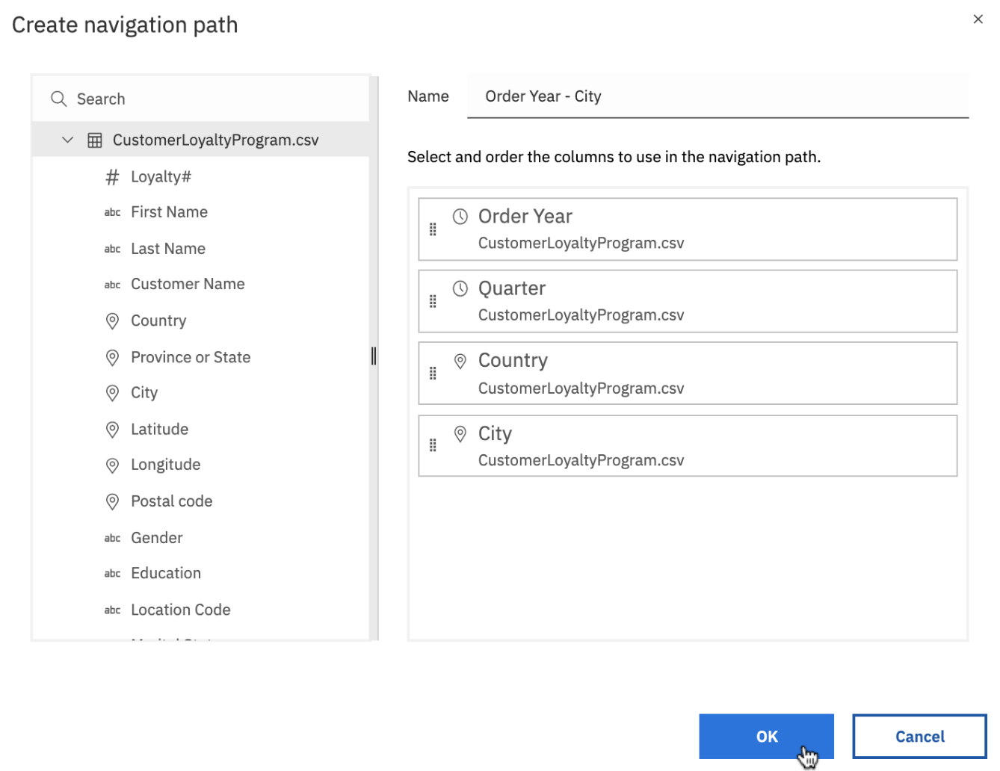 Create navigation path
Search
CustomerLoyaltyProgram.csv
# Loyalty#
abc First Name
abc Last Name
abc Customer Name
Country
Province or State
City
Latitude
Longitude
Postal code
abc Gender
abc Education
abc Location Code
Name Order Year - City
Select and order the columns to use in the navigation path.
Order Year
CustomerLoyaltyProgram.csv
Quarter
CustomerLoyaltyProgram.csv
Country
CustomerLoyaltyProgram.csv
City
CustomerLoyaltyProgram.csv
OK
Cancel